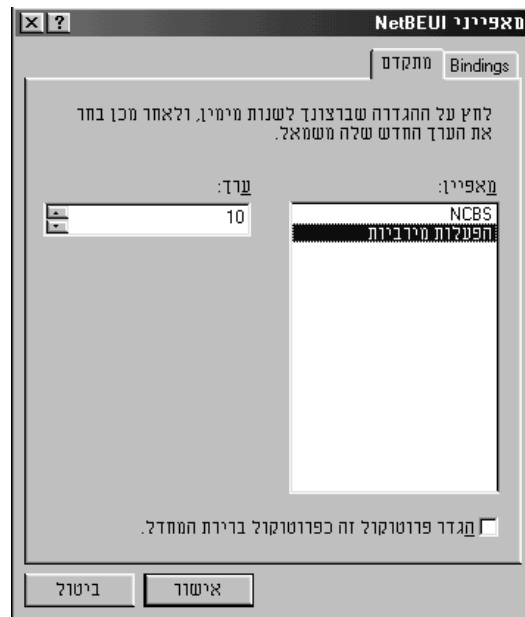 מאפייני NetBEUI
Bindings
מתקדם
לחץ על ההגדרה שברצונך לשנות מימין, ולאחר מכן בחר
את הערך החדש שלה משמאל.
מאפיין:
ערך:
NCBS
הפעלות מירביות
10
הגדר פרוטוקול זה כפרוטוקול ברירת המחדל.
אישור
ביטול